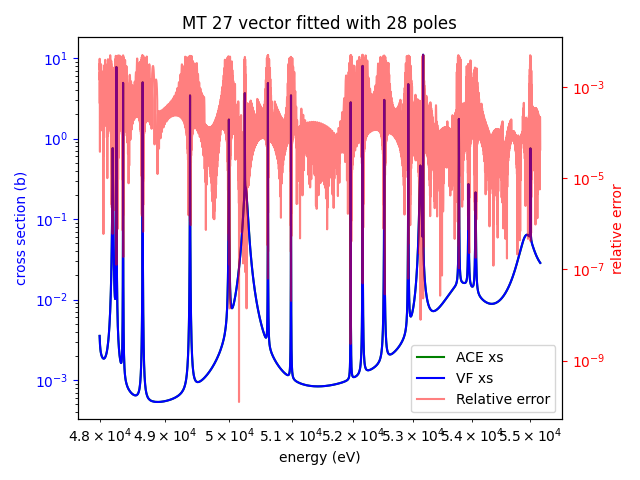 MT 27 vector fitted with 28 poles
10¹
10⁰
10⁻¹
10⁻²
10⁻³
cross section (b)
10⁻³
10⁻⁵
10⁻⁷
10⁻⁹
relative error
ACE xs
VF xs
Relative error
4.8 × 10⁴ 4.9 × 10⁴ 5 × 10⁴ 5.1 × 10⁴ 5.2 × 10⁴ 5.3 × 10⁴ 5.4 × 10⁴ 5.5 × 10⁴
energy (eV)